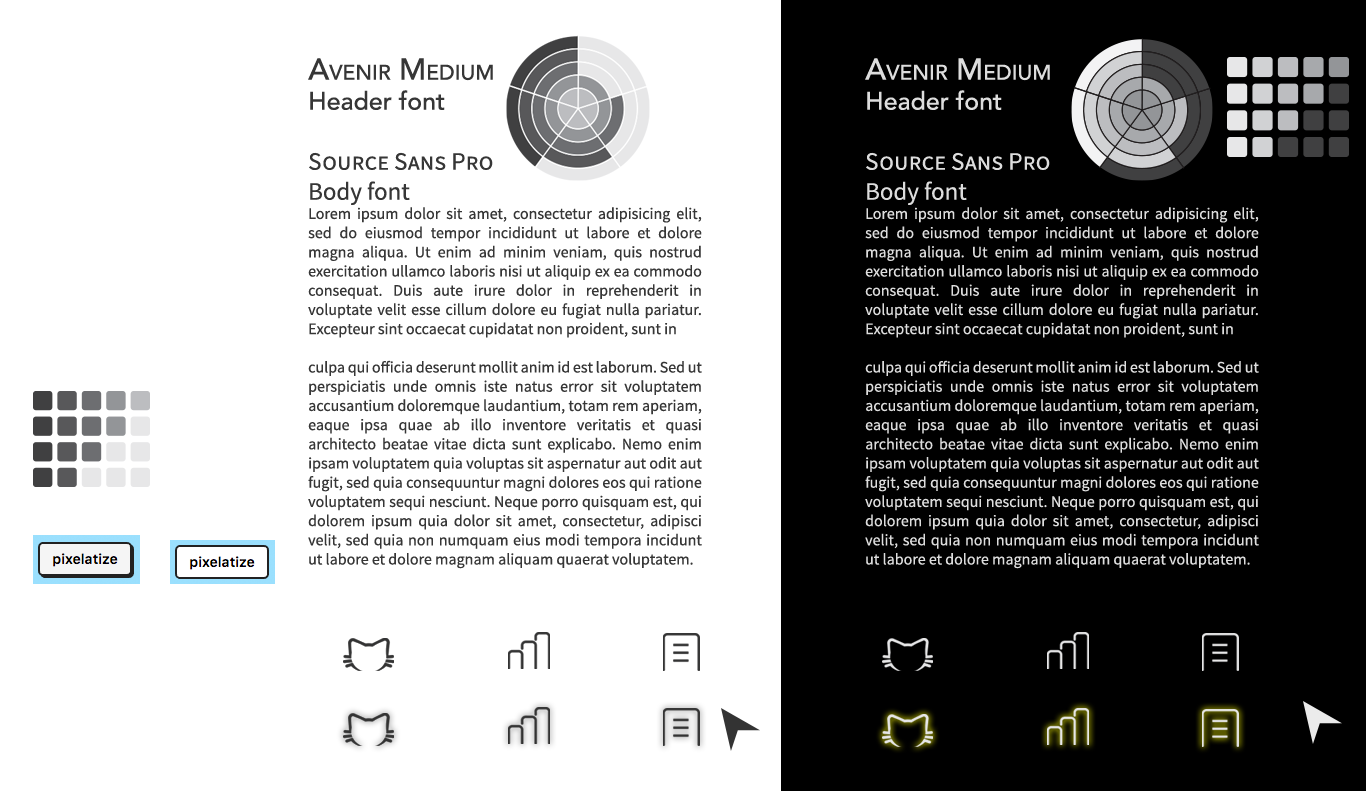 AVENIR MEDIUM
Header font
SOURCE SANS PRO
Body font
Lorem ipsum dolor sit amet, consectetur adipisicing elit,
sed do eiusmod tempor incididunt ut labore et dolore
magna aliqua. Ut enim ad minim veniam, quis nostrud
exercitation ullamco laboris nisi ut aliquip ex ea commodo
consequat. Duis aute irure dolor in reprehenderit in
voluptate velit esse cillum dolore eu fugiat nulla pariatur.
Excepteur sint occaecat cupidatat non proident, sunt in
culpa qui officia deserunt mollit anim id est laborum. Sed ut
perspiciatis unde omnis iste natus error sit voluptatem
accusantium doloremque laudantium, totam rem aperiam,
eaque ipsa quae ab illo inventore veritatis et quasi
architecto beatae vitae dicta sunt explicabo. Nemo enim
ipsam voluptatem quia voluptas sit aspernatur aut odit aut
fugit, sed quia consequuntur magni dolores eos qui ratione
voluptatem sequi nesciunt. Neque porro quisquam est, qui
dolorem ipsum quia dolor sit amet, consectetur, adipisci
velit, sed quia non numquam eius modi tempora incidunt
ut labore et dolore magnam aliquam quaerat voluptatem.
pixelatize
pixelatize
AVENIR MEDIUM
Header font
SOURCE SANS PRO
Body font
Lorem ipsum dolor sit amet, consectetur adipisicing elit,
sed do eiusmod tempor incididunt ut labore et dolore
magna aliqua. Ut enim ad minim veniam, quis nostrud
exercitation ullamco laboris nisi ut aliquip ex ea commodo
consequat. Duis aute irure dolor in reprehenderit in
voluptate velit esse cillum dolore eu fugiat nulla pariatur.
Excepteur sint occaecat cupidatat non proident, sunt in
culpa qui officia deserunt mollit anim id est laborum. Sed ut
perspiciatis unde omnis iste natus error sit voluptatem
accusantium doloremque laudantium, totam rem aperiam,
eaque ipsa quae ab illo inventore veritatis et quasi
architecto beatae vitae dicta sunt explicabo. Nemo enim
ipsam voluptatem quia voluptas sit aspernatur aut odit aut
fugit, sed quia consequuntur magni dolores eos qui ratione
voluptatem sequi nesciunt. Neque porro quisquam est, qui
dolorem ipsum quia dolor sit amet, consectetur, adipisci
velit, sed quia non numquam eius modi tempora incidunt
ut labore et dolore magnam aliquam quaerat voluptatem.